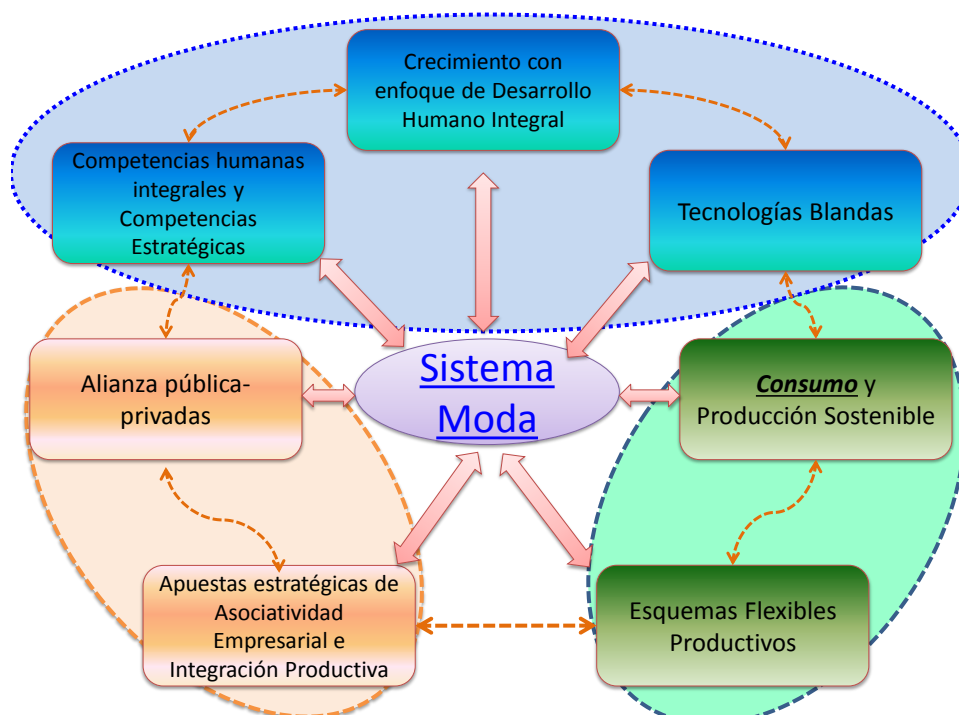 Crecimiento con
enfoque de Desarrollo
Humano Integral
Competencias humanas
integrales y
Competencias
Estratégicas
Tecnologías Blandas
Sistema
Moda
Alianza pública-
privadas
Consumo y
Producción Sostenible
Apuestas estratégicas de
Asociatividad
Empresarial e
Integración Productiva
Esquemas Flexibles
Productivos